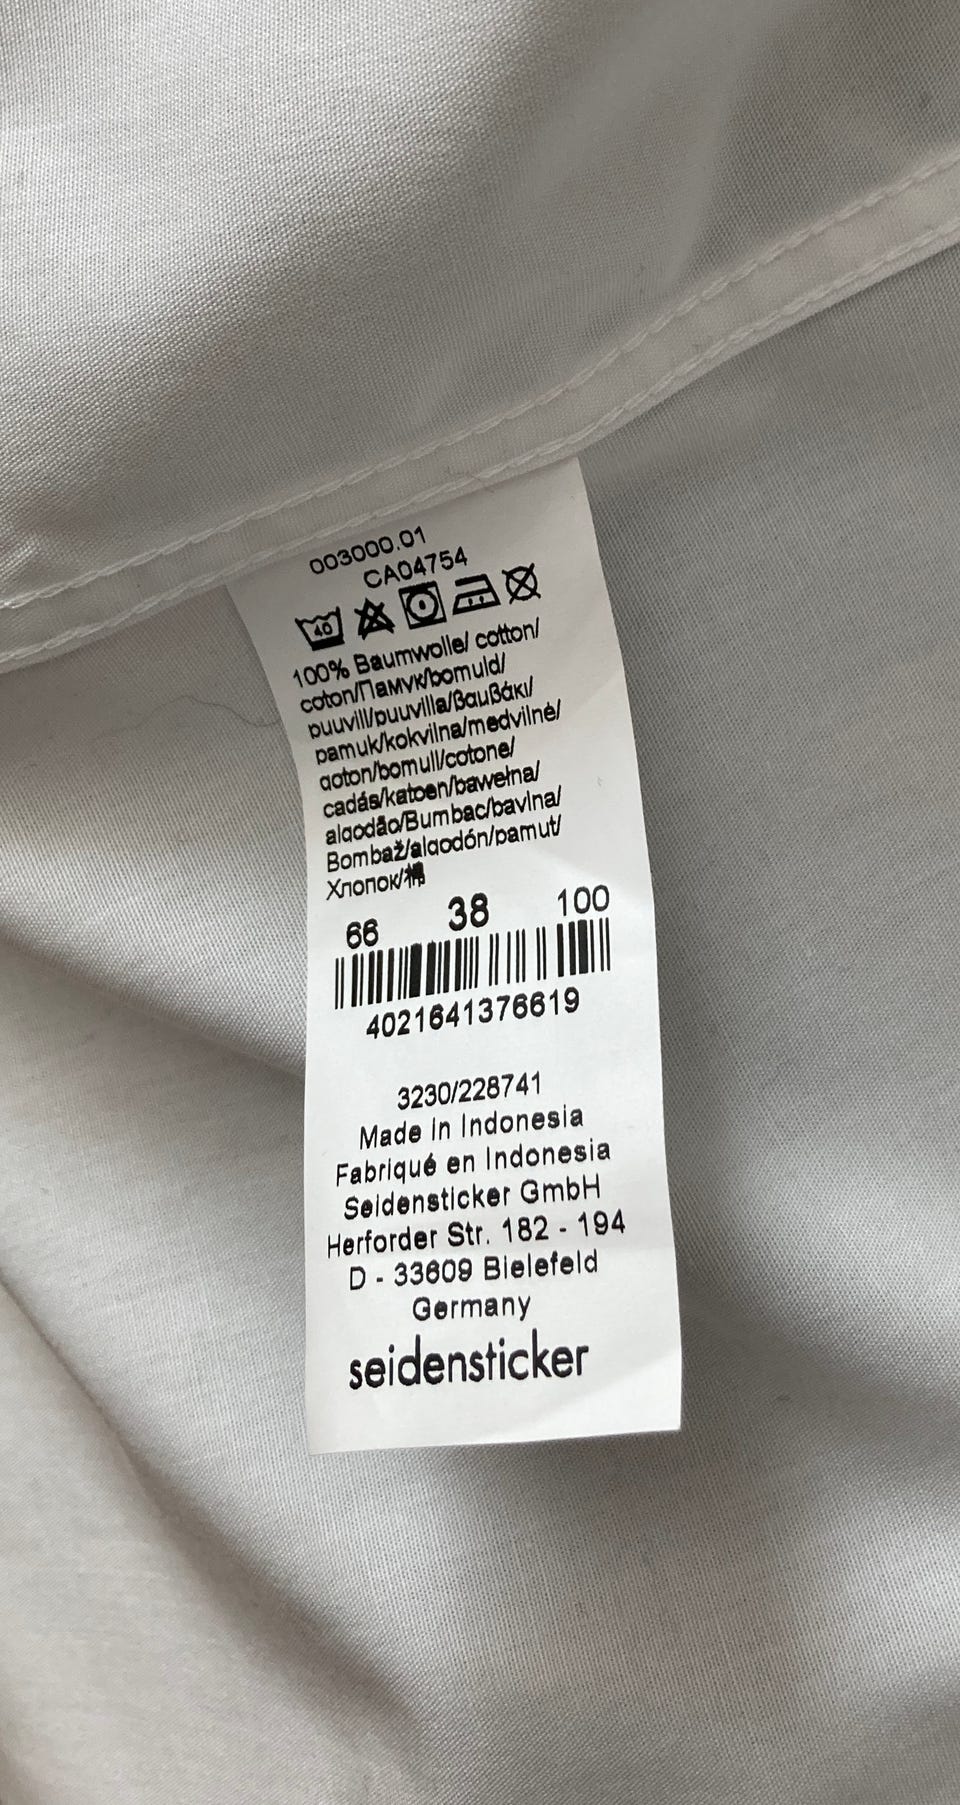 003000.01
CA04754
40
100% Baumwolle/ cotton/
coton/Памук/bomuld/
puuvill/puuvilla/βαμβάκι/
pamuk/kokvilna/medvilnė/
qoton/bomull/cotone/
cadás/katoen/bawełna/
algodão/Bumbac/bavlna/
Bombaž/algodón/pamut/
Хлопок/棉
66 38 100
4021641376619
3230/228741
Made in Indonesia
Fabriqué en Indonesia
Seidensticker GmbH
Herforder Str. 182 - 194
D - 33609 Bielefeld
Germany
seidensticker